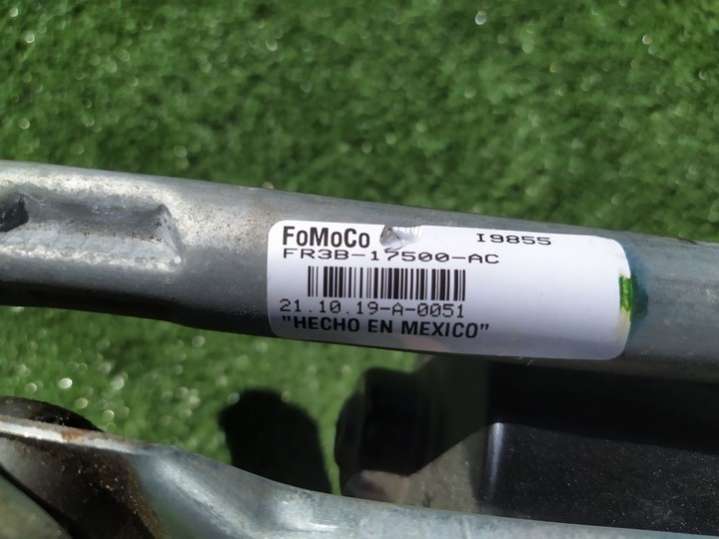 FoMoCo I9855
FR3B-17500-AC
21.10.19-A-0051
"HECHO EN MEXICO"